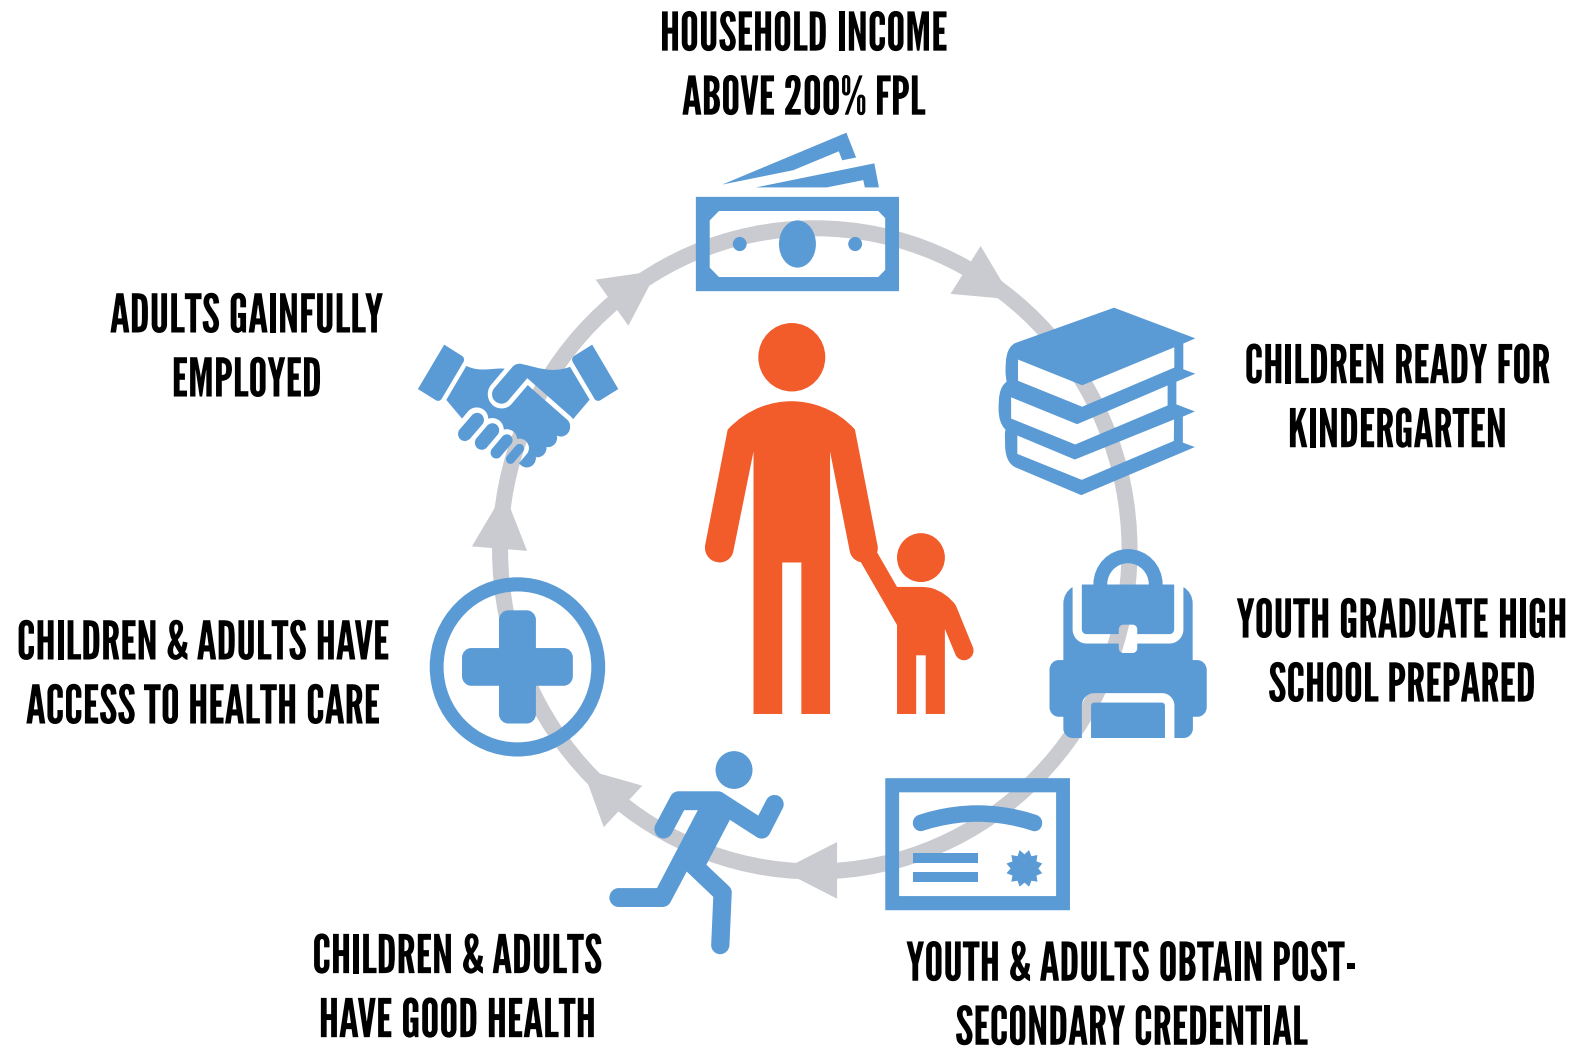 HOUSEHOLD INCOME
ABOVE 200% FPL
CHILDREN READY FOR
KINDERGARTEN
YOUTH GRADUATE HIGH
SCHOOL PREPARED
YOUTH & ADULTS OBTAIN POST-
SECONDARY CREDENTIAL
CHILDREN & ADULTS
HAVE GOOD HEALTH
CHILDREN & ADULTS HAVE
ACCESS TO HEALTH CARE
ADULTS GAINFULLY
EMPLOYED